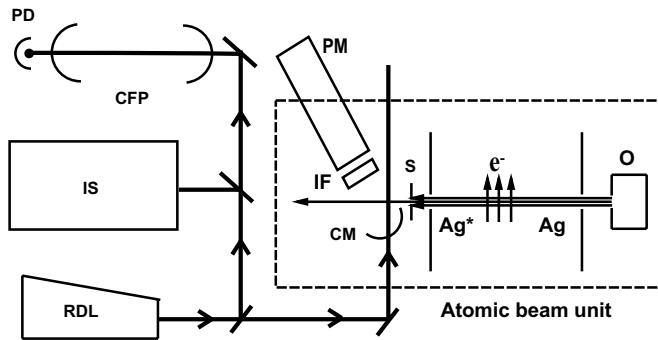 PD
PM
CFP
e-
O
S
IF
IS
Ag*
Ag
CM
RDL
Atomic beam unit